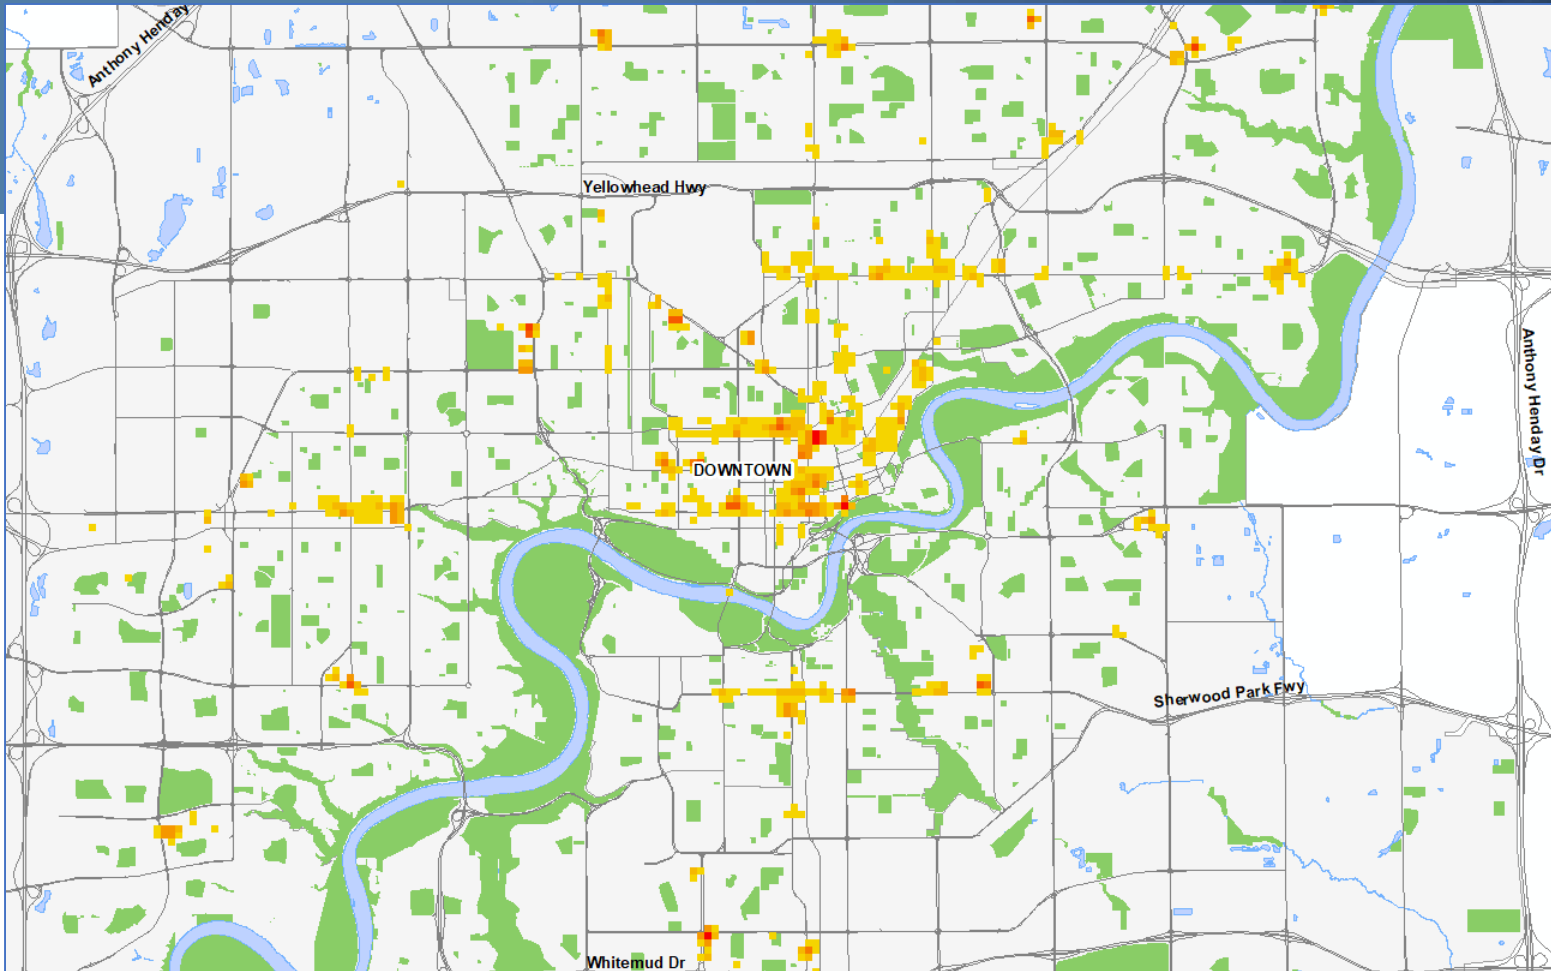 Anthony Henday
Yellowhead Hwy
Anthony Henday Dr
DOWNTOWN
Sherwood Park Fwy
Whitemud Dr